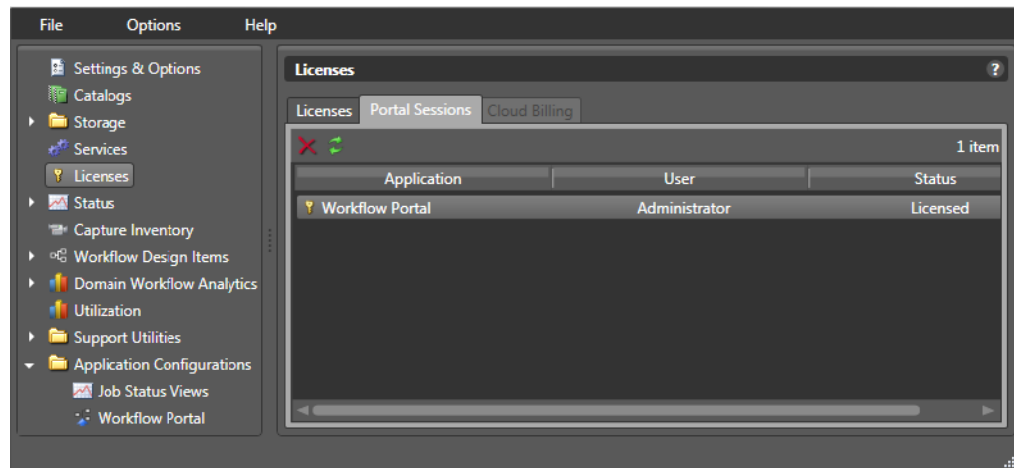 File Options Help
Settings & Options
Catalogs
Storage
Services
Licenses
Status
Capture Inventory
Workflow Design Items
Domain Workflow Analytics
Utilization
Support Utilities
Application Configurations
Job Status Views
Workflow Portal
Licenses ?
Licenses Portal Sessions Cloud Billing
1 item
Application User Status
Workflow Portal Administrator Licensed